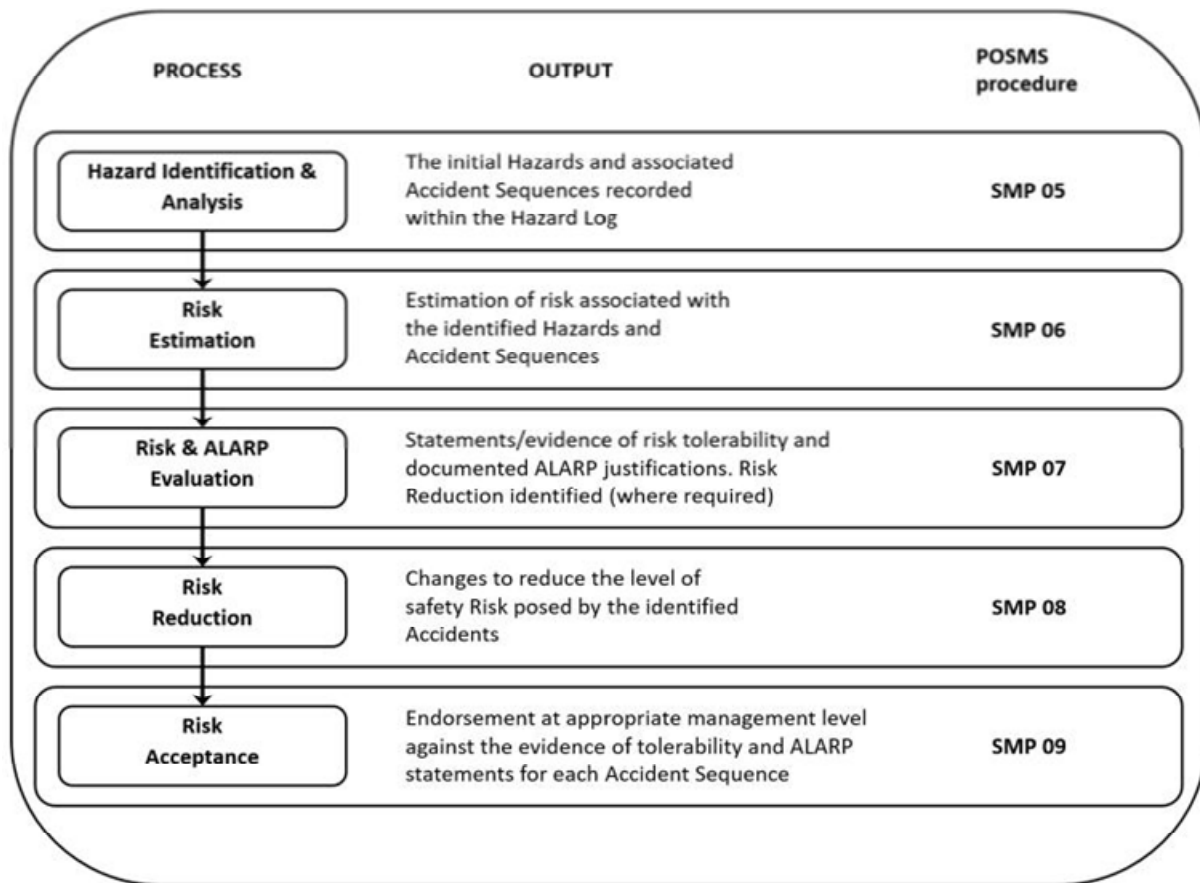 PROCESS
OUTPUT
POSMS
procedure
Hazard Identification &
Analysis
The initial Hazards and associated
Accident Sequences recorded
within the Hazard Log
SMP 05
Risk
Estimation
Estimation of risk associated with
the identified Hazards and
Accident Sequences
SMP 06
Risk & ALARP
Evaluation
Statements/evidence of risk tolerability and
documented ALARP justifications. Risk
Reduction identified (where required)
SMP 07
Risk
Reduction
Changes to reduce the level of
safety Risk posed by the identified
Accidents
SMP 08
Risk
Acceptance
Endorsement at appropriate management level
against the evidence of tolerability and ALARP
statements for each Accident Sequence
SMP 09